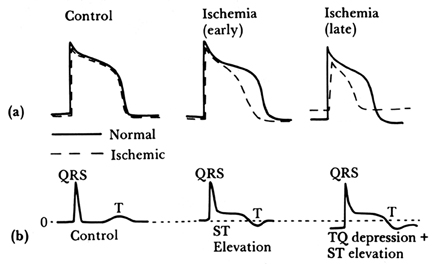 Control
Ischemia
(early)
Ischemia
(late)
(a)
Normal
Ischemic
QRS
T
QRS
T
QRS
T
0
(b)
Control
ST
Elevation
TQ depression +
ST elevation